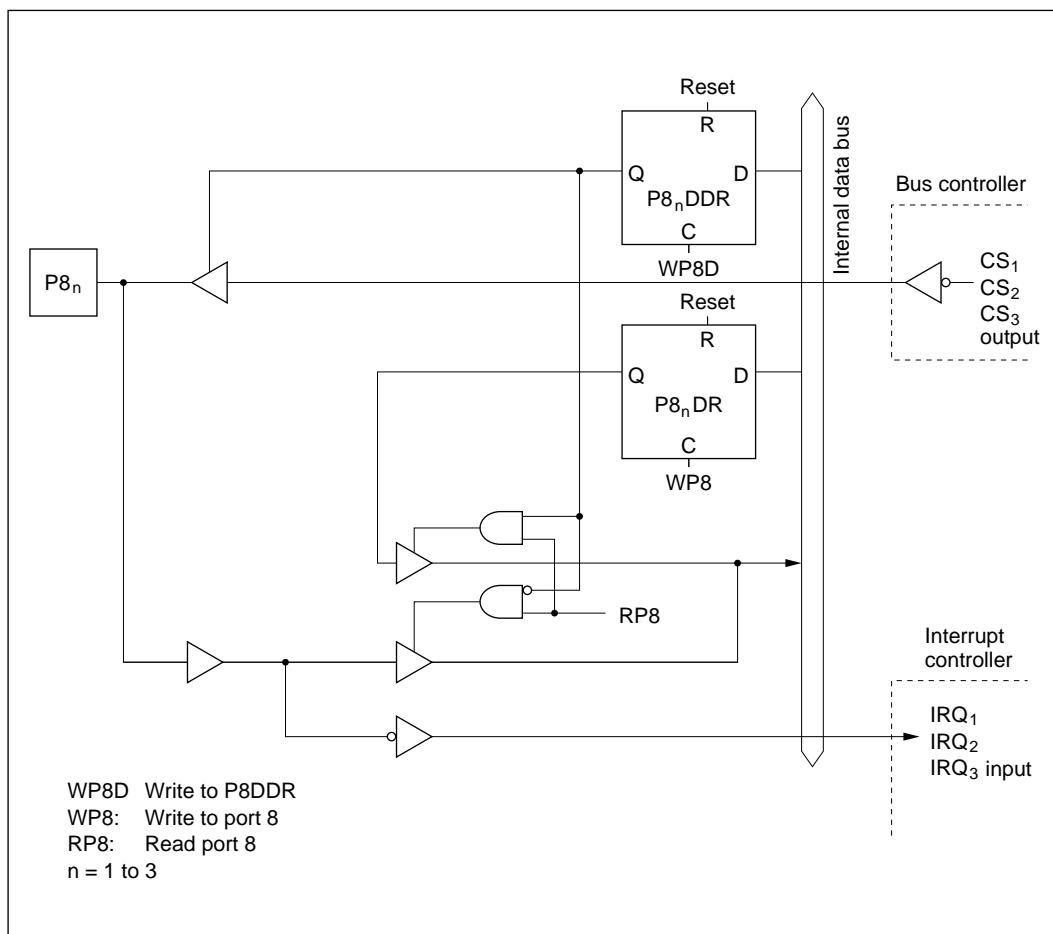 Reset
R
Q D
P8nDDR
C
WP8D
Internal data bus
Bus controller
CS1
CS2
CS3
output
P8n
Reset
R
Q D
P8nDR
C
WP8
RP8
Interrupt
controller
IRQ1
IRQ2
IRQ3 input
WP8D Write to P8DDR
WP8: Write to port 8
RP8: Read port 8
n = 1 to 3